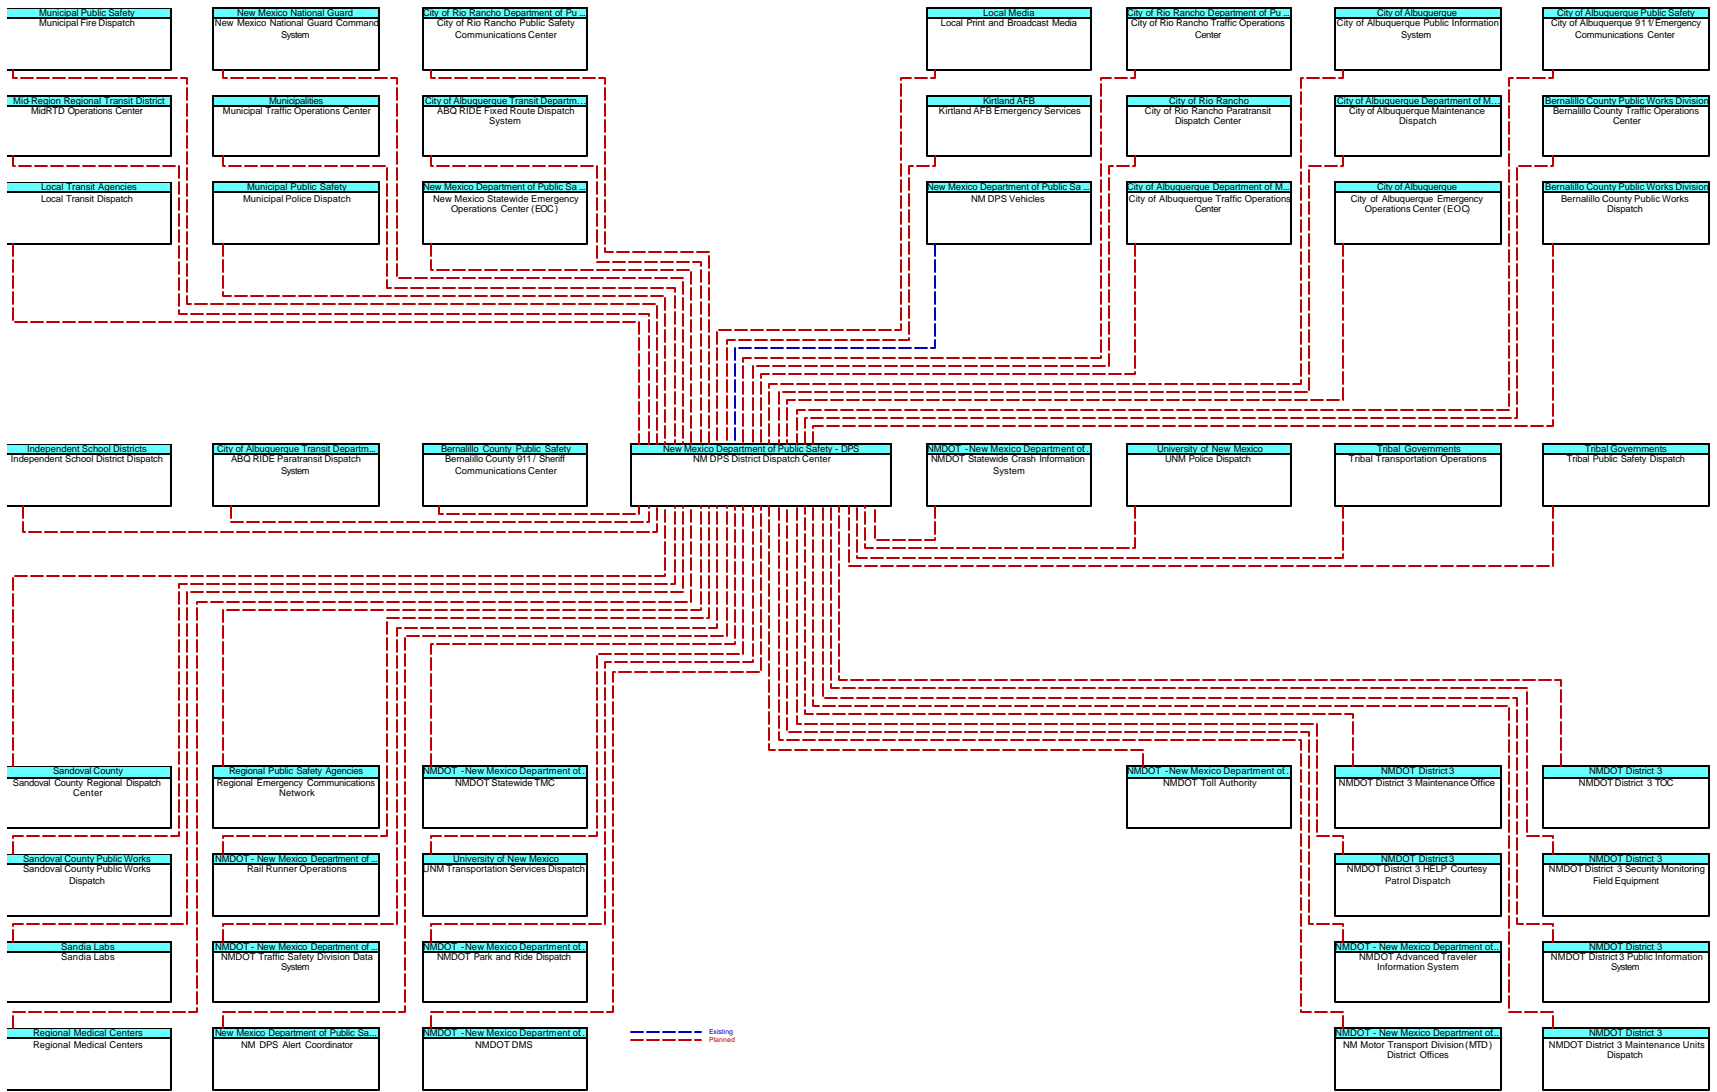 Municipal Public Safety
Municipal Fire Dispatch
New Mexico National Guard
New Mexico National Guard Command
System
City of Rio Rancho Department of Pu ...
City of Rio Rancho Public Safety
Communications Center
Local Media
Local Print and Broadcast Media
City of Rio Rancho Department of Pu ...
City of Rio Rancho Traffic Operations
Center
City of Albuquerque
City of Albuquerque Public Information
System
City of Albuquerque Public Safety
City of Albuquerque 911/Emergency
Communications Center
Mid-Region Regional Transit District
MidRTD Operations Center
Municipalities
Municipal Traffic Operations Center
City of Albuquerque Transit Departm...
ABQ RIDE Fixed Route Dispatch
System
Kirtland AFB
Kirtland AFB Emergency Services
City of Rio Rancho
City of Rio Rancho Paratransit
Dispatch Center
City of Albuquerque Department of M...
City of Albuquerque Maintenance
Dispatch
Bernalillo County Public Works Division
Bernalillo County Traffic Operations
Center
Local Transit Agencies
Local Transit Dispatch
Municipal Public Safety
Municipal Police Dispatch
New Mexico Department of Public Sa ...
New Mexico Statewide Emergency
Operations Center (EOC)
New Mexico Department of Public Sa ...
NM DPS Vehicles
City of Albuquerque Department of M...
City of Albuquerque Traffic Operations
Center
City of Albuquerque
City of Albuquerque Emergency
Operations Center (EOC)
Bernalillo County Public Works Division
Bernalillo County Public Works
Dispatch
Independent School Districts
Independent School District Dispatch
City of Albuquerque Transit Departm...
ABQ RIDE Paratransit Dispatch
System
Bernalillo County Public Safety
Bernalillo County 911 / Sheriff
Communications Center
New Mexico Department of Public Safety - DPS
NM DPS District Dispatch Center
NMDOT - New Mexico Department of...
NMDOT Statewide Crash Information
System
University of New Mexico
UNM Police Dispatch
Tribal Governments
Tribal Transportation Operations
Tribal Governments
Tribal Public Safety Dispatch
Sandoval County
Sandoval County Regional Dispatch
Center
Regional Public Safety Agencies
Regional Emergency Communications
Network
NMDOT - New Mexico Department of...
NMDOT Statewide TMC
NMDOT - New Mexico Department of...
NMDOT Toll Authority
NMDOT District 3
NMDOT District 3 Maintenance Office
NMDOT District 3
NMDOT District 3 TOC
Sandoval County Public Works
Sandoval County Public Works
Dispatch
NMDOT - New Mexico Department of ...
Rail Runner Operations
University of New Mexico
UNM Transportation Services Dispatch
NMDOT District 3
NMDOT District 3 HELP Courtesy
Patrol Dispatch
NMDOT District 3
NMDOT District 3 Security Monitoring
Field Equipment
Sandia Labs
Sandia Labs
NMDOT - New Mexico Department of ...
NMDOT Traffic Safety Division Data
System
NMDOT - New Mexico Department of...
NMDOT Park and Ride Dispatch
NMDOT - New Mexico Department of...
NMDOT Advanced Traveler
Information System
NMDOT District 3
NMDOT District 3 Public Information
System
Regional Medical Centers
Regional Medical Centers
New Mexico Department of Public Sa...
NM DPS Alert Coordinator
NMDOT - New Mexico Department of...
NMDOT DMS
Existing
Planned
NMDOT - New Mexico Department of...
NM Motor Transport Division (MTD)
District Offices
NMDOT District 3
NMDOT District 3 Maintenance Units
Dispatch